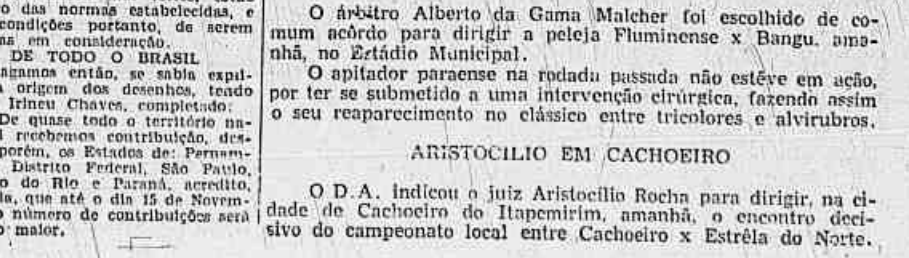 o das normas estabelecidas, e
condições portanto, de serem
as em consideração.
DE TODO O BRASIL
agamos então, se sabia
a origem dos desenhos, tendo
Irineu Chaves, completado:
De quase todo o território na-
l recebemos contribuição, des-
porém, os Estados de: Pernam-
Distrito Federal, São Paulo,
o do Rio e Paraná, acredito,
la, que até o dia 15 de Novem-
o número de contribuições será
o maior.
O árbitro Alberto da Gama Malcher foi escolhido de co-
mum acôrdo para dirigir a peleja Fluminense x Bangu, ama-
nhã, no Estádio Municipal.
O apitador paraense na rodada passada não estêve em ação,
por ter se submetido a uma intervenção cirúrgica, fazendo assim
o seu reaparecimento no clássico entre tricolores e alvirubros.
ARISTOCILIO EM CACHOEIRO
O D.A. indicou o juiz Aristocílio Rocha para dirigir, na ci-
dade de Cachoeiro do Itapemirim, amanhã, o encontro deci-
sivo do campeonato local entre Cachoeiro x Estrêla do Norte.